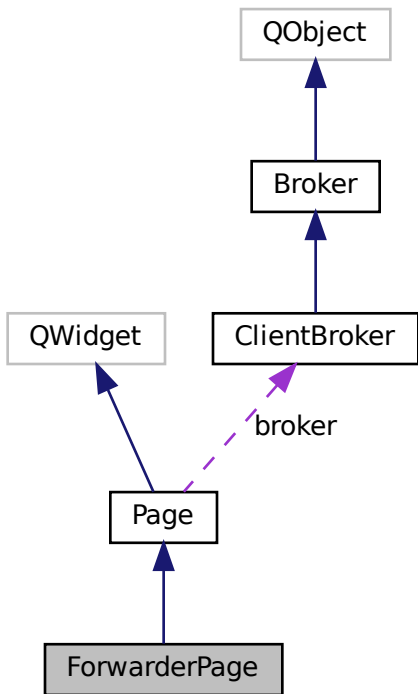 QObject
Broker
QWidget
ClientBroker
broker
Page
ForwarderPage